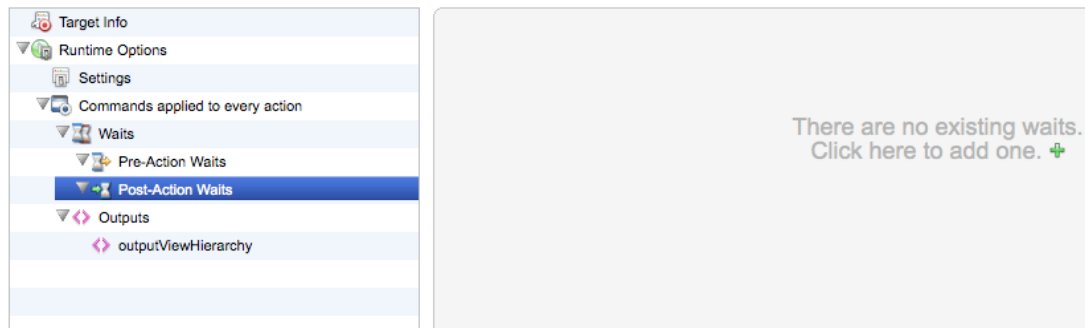 Target Info
Runtime Options
Settings
Commands applied to every action
Waits
Pre-Action Waits
Post-Action Waits
Outputs
outputViewHierarchy
There are no existing waits.
Click here to add one.